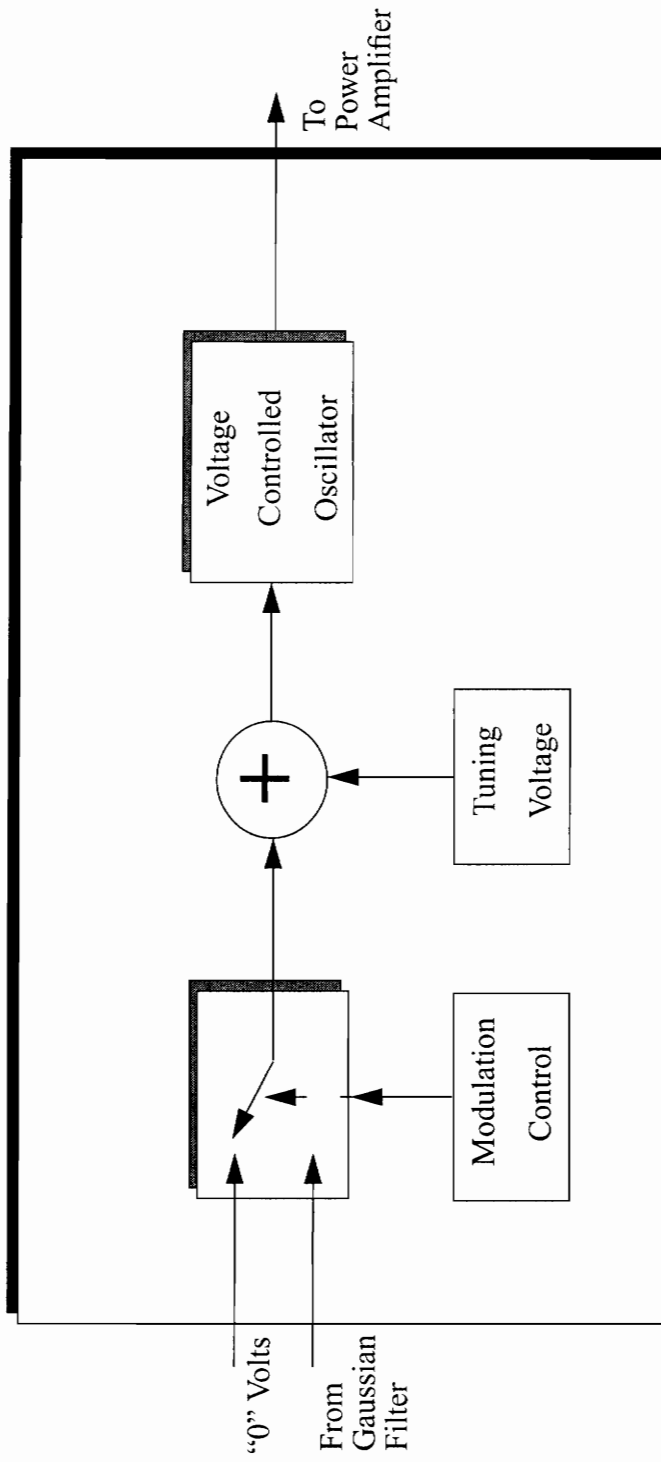 “0” Volts
From
Gaussian
Filter
Modulation
Control
+
Tuning
Voltage
Voltage
Controlled
Oscillator
To
Power
Amplifier